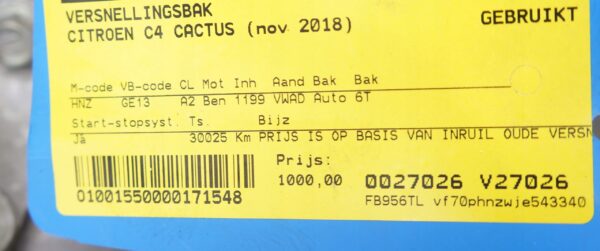 VERSNELLINGSBAK GEBRUIKT
CITROEN C4 CACTUS (nov 2018)
M-code VB-code CL Mot Inh Aand Bak Bak
HNZ GE13 A2 Ben 1199 VWAD Auto 6T
Start-stopsyst. Ts. Bijz
Ja 30025 Km PRIJS IS OP BASIS VAN INRUIL OUDE VERSN
Prijs:
1000,00 0027026 V27026
01001550000171548 FB956TL vf70phnzwje543340